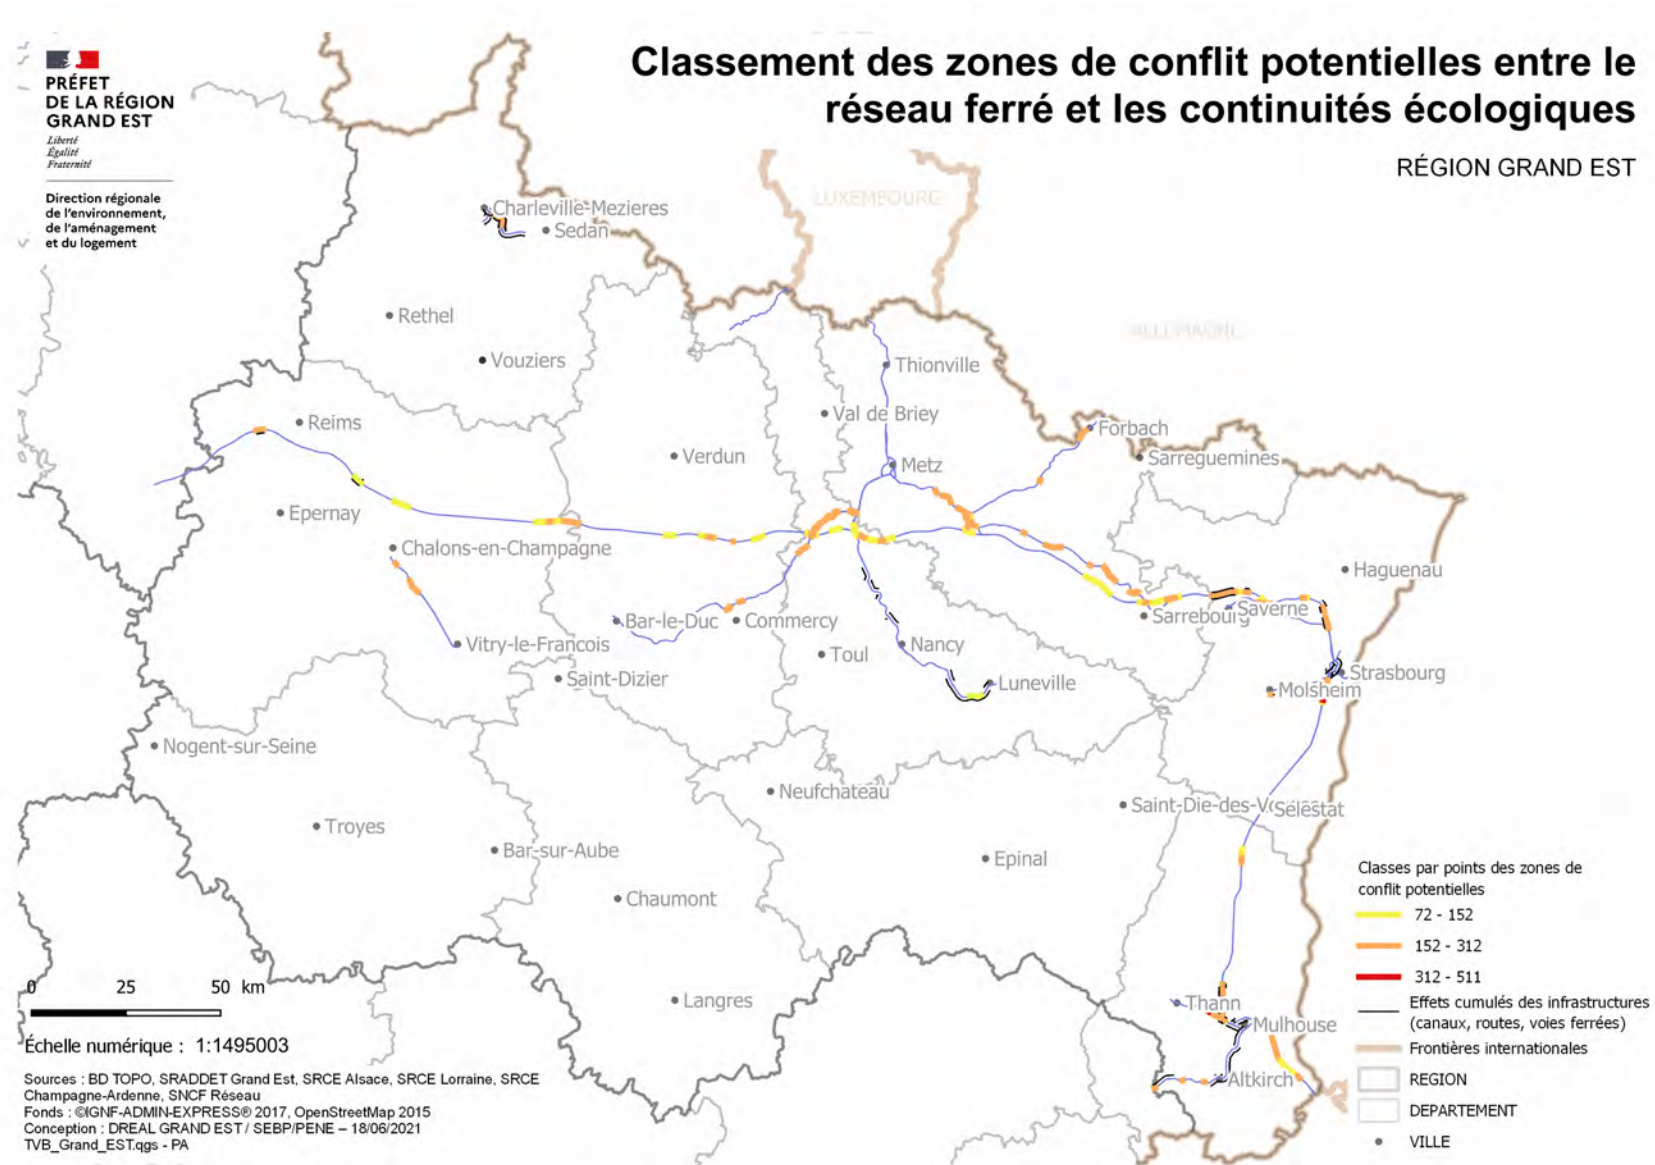 Classement des zones de conflit potentielles entre le
réseau ferré et les continuités écologiques
RÉGION GRAND EST
PRÉFET
DE LA RÉGION
GRAND EST
Liberté
Égalité
Fraternité
Direction régionale
de l'environnement,
de l'aménagement
et du logement
LUXEMBOURG
ALLEMAGNE
Charleville-Mezieres
Sedan
Rethel
Vouziers
Thionville
Reims
Val de Briey
Forbach
Verdun
Metz
Sarreguemines
Epernay
Chalons-en-Champagne
Haguenau
Bar-le-Duc
Commercy
Sarrebourg
Saverne
Vitry-le-Francois
Toul
Nancy
Saint-Dizier
Luneville
Strasbourg
Molsheim
Nogent-sur-Seine
Neufchateau
Saint-Die-des-V
Sélestat
Troyes
Bar-sur-Aube
Epinal
Chaumont
Langres
Thann
Mulhouse
Altkirch
Classes par points des zones de
conflit potentielles
72 - 152
152 - 312
312 - 511
Effets cumulés des infrastructures
(canaux, routes, voies ferrées)
Frontières internationales
REGION
DEPARTEMENT
VILLE
0 25 50 km
Échelle numérique : 1:1495003
Sources : BD TOPO, SRADDET Grand Est, SRCE Alsace, SRCE Lorraine, SRCE
Champagne-Ardenne, SNCF Réseau
Fonds : ©IGNF-ADMIN-EXPRESS® 2017, OpenStreetMap 2015
Conception : DREAL GRAND EST / SEBP/PENE – 18/06/2021
TVB_Grand_EST.qgs - PA